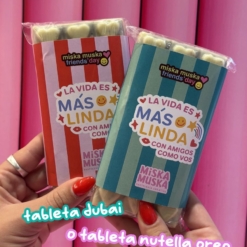 miska muska
friends day
miska muska
friends day
LA VIDA ES
MÁS
LINDA
CON AMIGOS
COMO VOS
MiSKA
MUSKA
LA VIDA ES
MÁS
LINDA
CON AMIGOS
COMO VOS
MiSKA
MUSKA
tableta dubai
o tableta nutella oreo